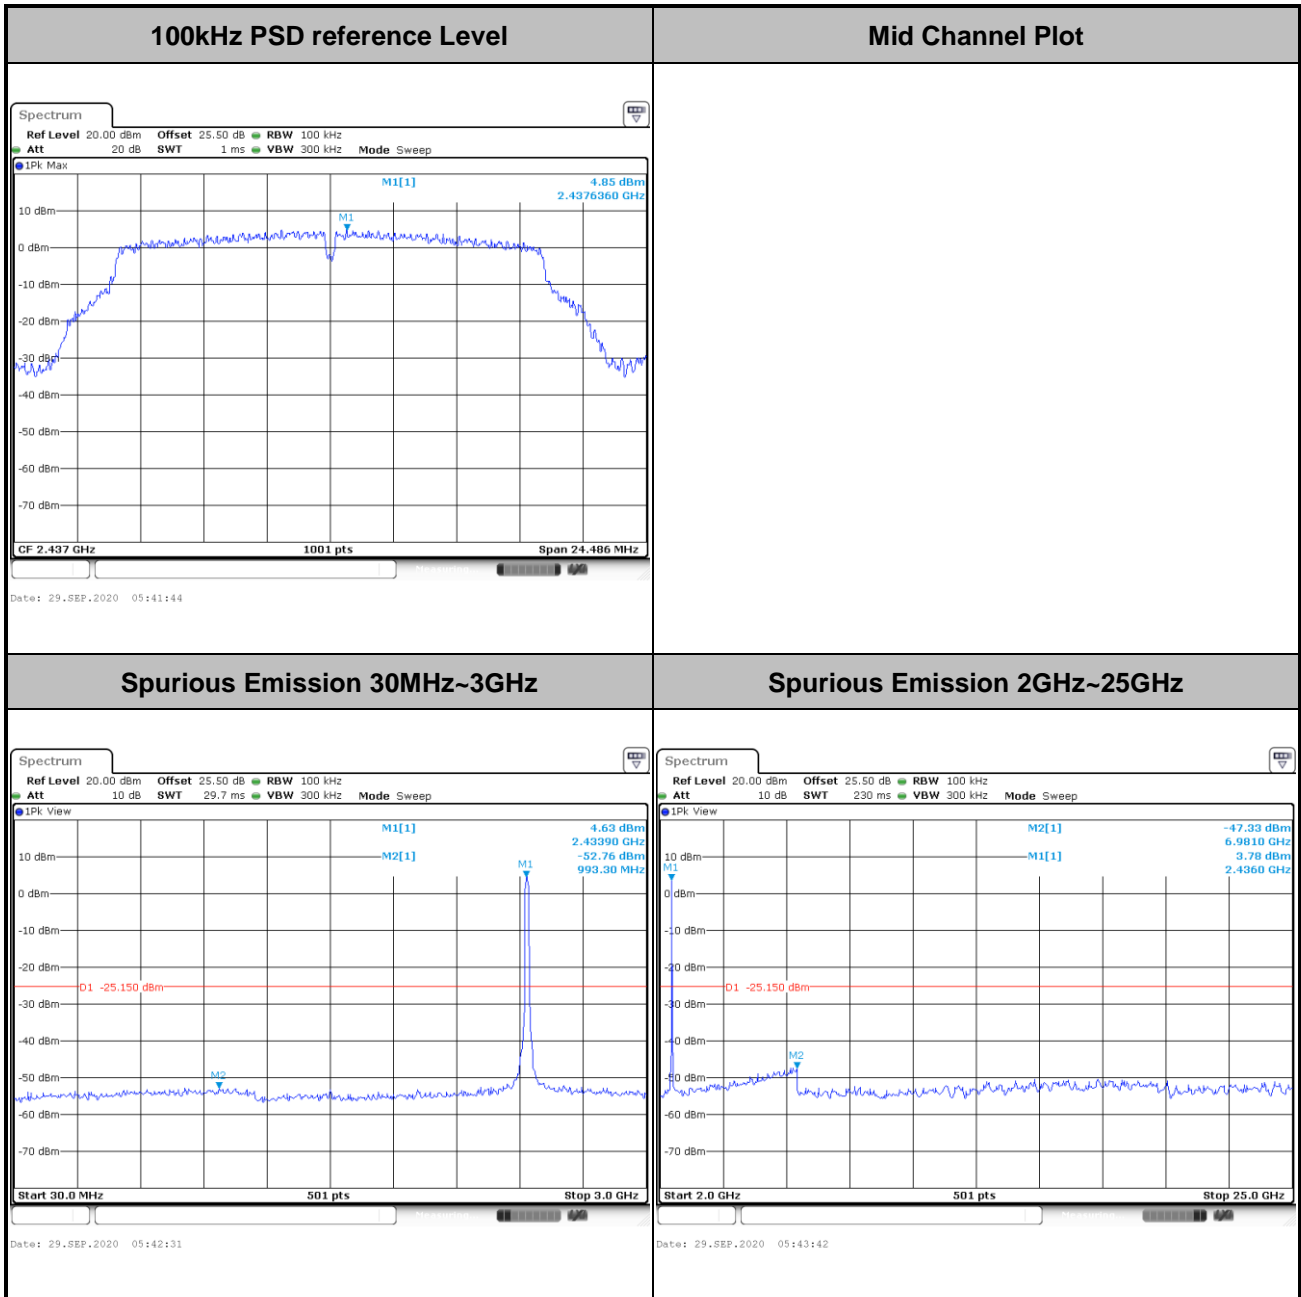 100kHz PSD reference Level
Mid Channel Plot
Spectrum
Ref Level 20.00 dBm Offset 25.50 dB RBW 100 kHz
Att 20 dB SWT 1 ms VBW 300 kHz Mode Sweep
1Pk Max
M1[1] 4.85 dBm
2.4376360 GHz
M1
10 dBm
0 dBm
-10 dBm
-20 dBm
-30 dBm
-40 dBm
-50 dBm
-60 dBm
-70 dBm
CF 2.437 GHz 1001 pts Span 24.486 MHz
Date: 29.SEP.2020 05:41:44
Spurious Emission 30MHz~3GHz
Spurious Emission 2GHz~25GHz
Spectrum
Ref Level 20.00 dBm Offset 25.50 dB RBW 100 kHz
Att 10 dB SWT 29.7 ms VBW 300 kHz Mode Sweep
1Pk View
M1[1] 4.63 dBm
2.43390 GHz
M2[1] -52.76 dBm
993.30 MHz
M1
10 dBm
0 dBm
-10 dBm
-20 dBm
D1 -25.150 dBm
-30 dBm
-40 dBm
-50 dBm
M2
-60 dBm
-70 dBm
Start 30.0 MHz 501 pts Stop 3.0 GHz
Date: 29.SEP.2020 05:42:31
Spectrum
Ref Level 20.00 dBm Offset 25.50 dB RBW 100 kHz
Att 10 dB SWT 230 ms VBW 300 kHz Mode Sweep
1Pk View
M2[1] -47.33 dBm
6.9810 GHz
M1[1] 3.78 dBm
2.4360 GHz
10 dBm
M1
0 dBm
-10 dBm
-20 dBm
D1 -25.150 dBm
-30 dBm
-40 dBm
M2
-50 dBm
-60 dBm
-70 dBm
Start 2.0 GHz 501 pts Stop 25.0 GHz
Date: 29.SEP.2020 05:43:42